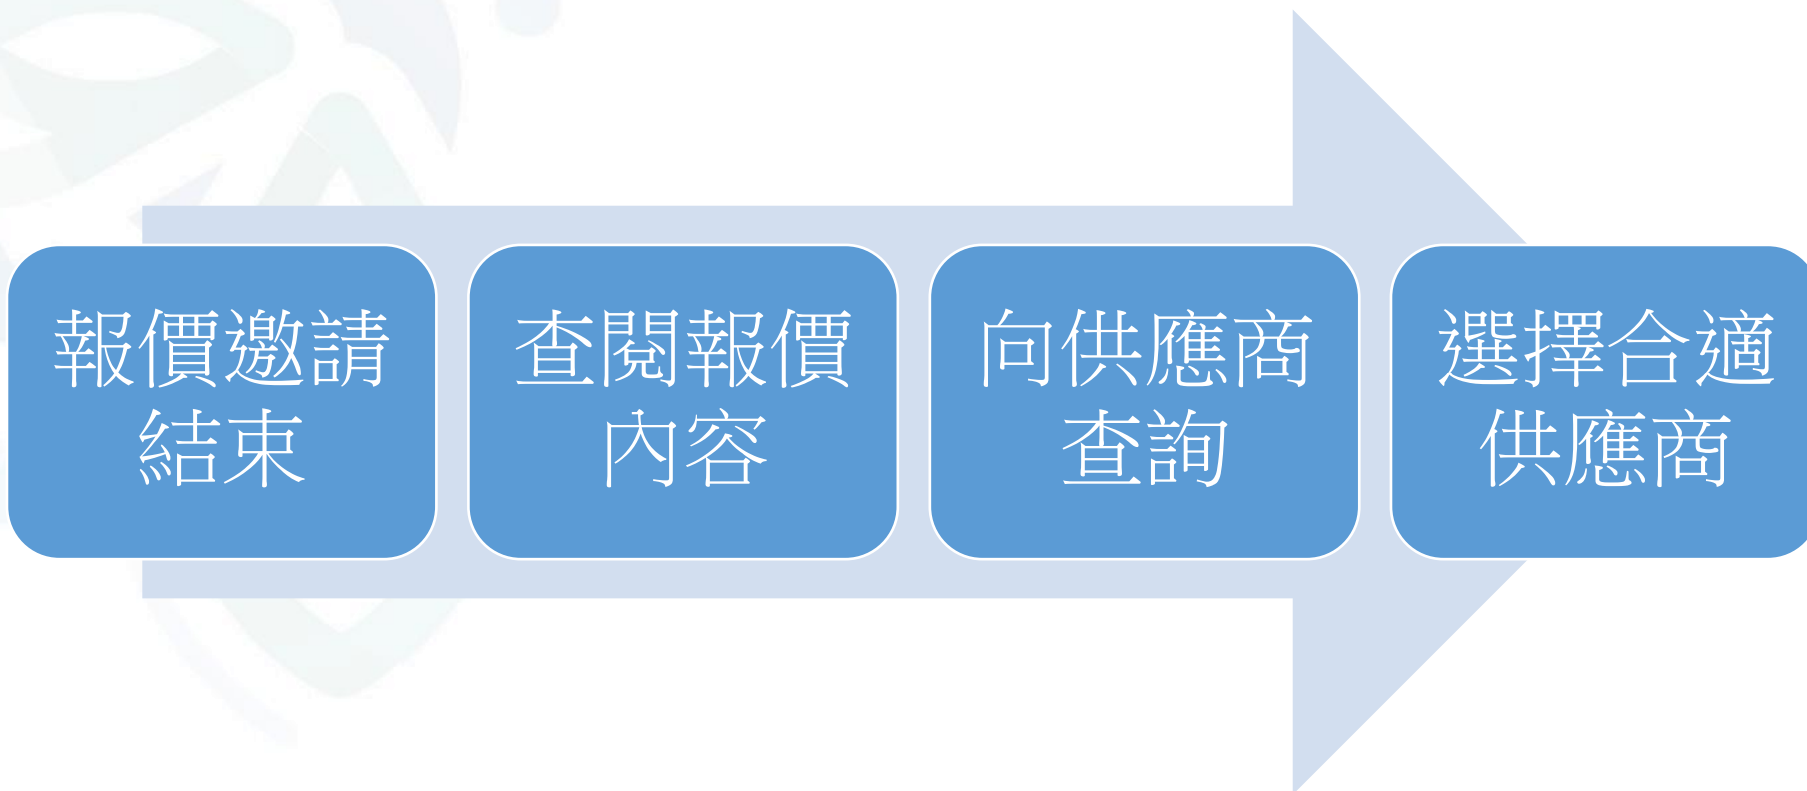 報價邀請
結束
查閱報價
內容
向供應商
查詢
選擇合適
供應商